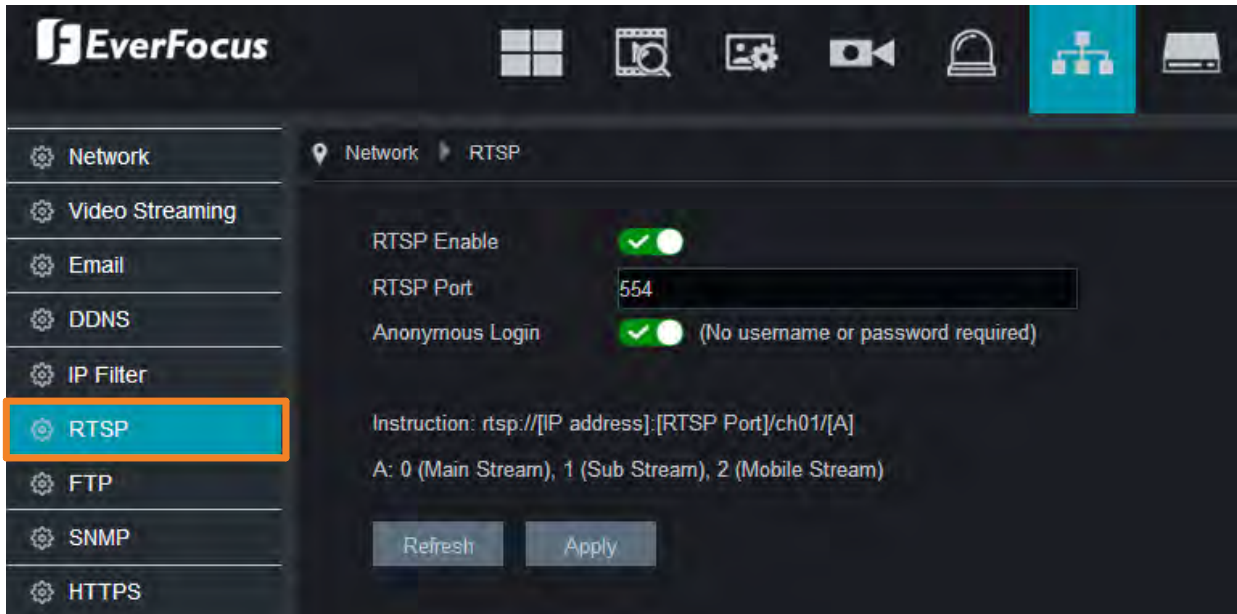 EverFocus
Network
Video Streaming
Email
DDNS
IP Filter
RTSP
FTP
SNMP
HTTPS
Network RTSP
RTSP Enable
RTSP Port 554
Anonymous Login (No username or password required)
Instruction: rtsp://[IP address]:[RTSP Port]/ch01/[A]
A: 0 (Main Stream), 1 (Sub Stream), 2 (Mobile Stream)
Refresh Apply